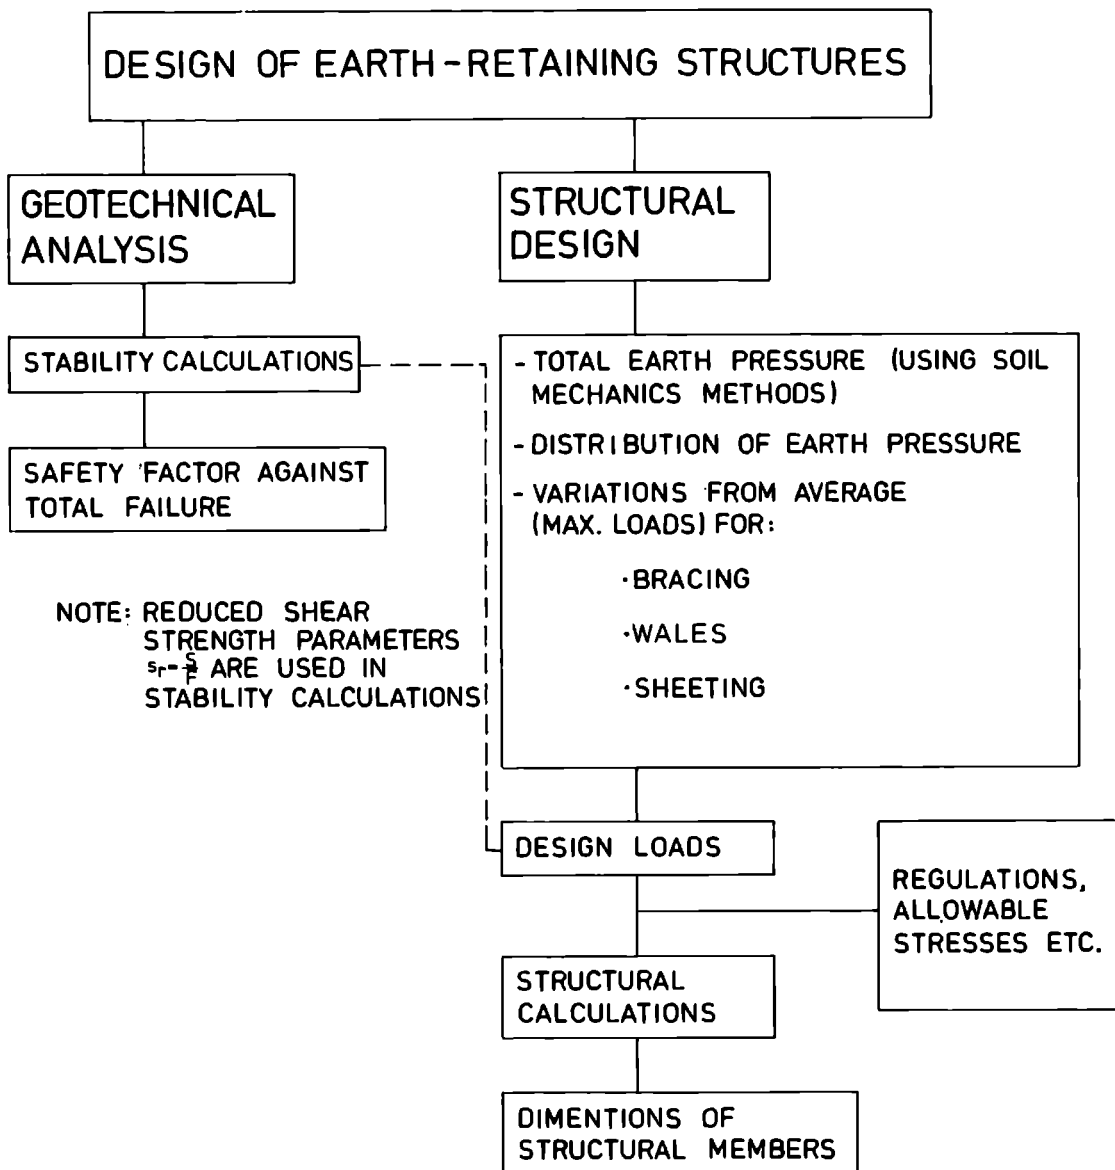 DESIGN OF EARTH-RETAINING STRUCTURES
GEOTECHNICAL
ANALYSIS
STABILITY CALCULATIONS
SAFETY FACTOR AGAINST
TOTAL FAILURE
NOTE: REDUCED SHEAR
STRENGTH PARAMETERS
sr=S/F ARE USED IN
STABILITY CALCULATIONS
STRUCTURAL
DESIGN
- TOTAL EARTH PRESSURE (USING SOIL
MECHANICS METHODS)
- DISTRIBUTION OF EARTH PRESSURE
- VARIATIONS FROM AVERAGE
(MAX. LOADS) FOR:
·BRACING
·WALES
·SHEETING
DESIGN LOADS
REGULATIONS,
ALLOWABLE
STRESSES ETC.
STRUCTURAL
CALCULATIONS
DIMENTIONS OF
STRUCTURAL MEMBERS